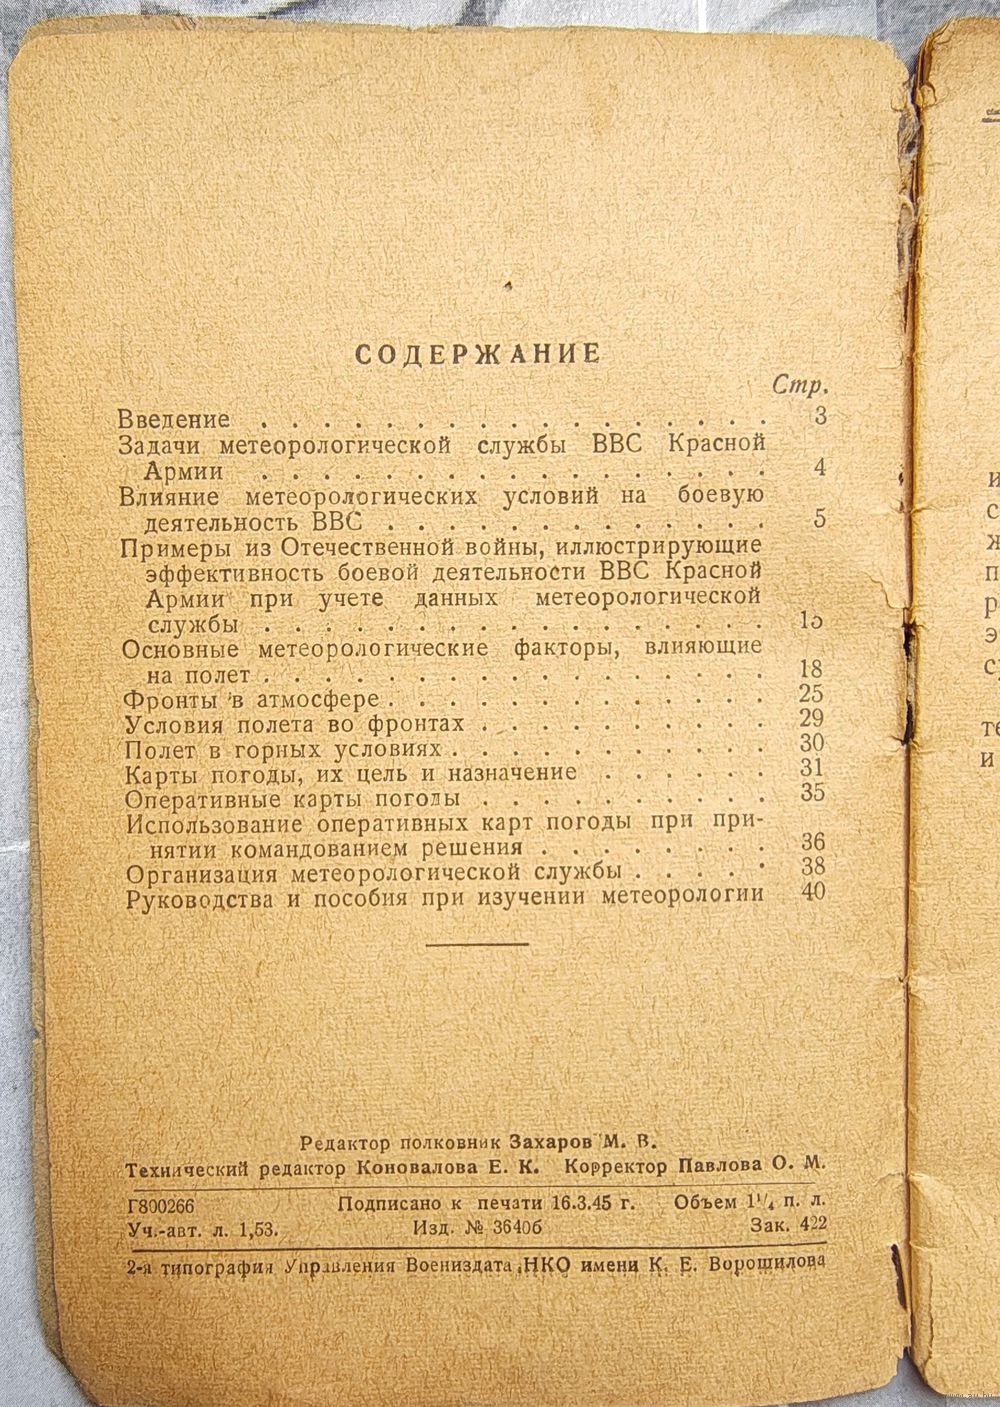 СОДЕРЖАНИЕ
Стр.
Введение . . . . . . . . . . . . . . . . 3
Задачи метеорологической службы ВВС Красной
Армии . . . . . . . . . . . . . . . . 4
Влияние метеорологических условий на боевую
деятельность ВВС . . . . . . . . . . . . 5
Примеры из Отечественной войны, иллюстрирующие
эффективность боевой деятельности ВВС Красной
Армии при учете данных метеорологической
службы . . . . . . . . . . . . . . . . 15
Основные метеорологические факторы, влияющие
на полет . . . . . . . . . . . . . . . . 18
Фронты в атмосфере . . . . . . . . . . . . 25
Условия полета во фронтах . . . . . . . . . 29
Полет в горных условиях . . . . . . . . . . 30
Карты погоды, их цель и назначение . . . . . . 31
Оперативные карты погоды . . . . . . . . . 35
Использование оперативных карт погоды при при-
нятии командованием решения . . . . . . . . 36
Организация метеорологической службы . . . . . 38
Руководства и пособия при изучении метеорологии 40
Редактор полковник Захаров М. В.
Технический редактор Коновалова Е. К. Корректор Павлова О. М.
Г800266 Подписано к печати 16.3.45 г. Объем 1¹/₄ п. л.
Уч.-авт. л. 1,53. Изд. № 3640б Зак. 422
2-я типография Управления Воениздата НКО имени К. Е. Ворошилова